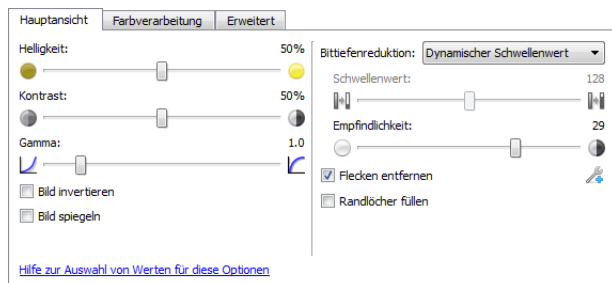 Hauptansicht Farbverarbeitung Erweitert
Helligkeit: 50%
Kontrast: 50%
Gamma: 1.0
Bild invertieren
Bild spiegeln
Hilfe zur Auswahl von Werten für diese Optionen
Bittiefenreduktion: Dynamischer Schwellenwert
Schwellenwert: 128
Empfindlichkeit: 29
Flecken entfernen
Randlöcher füllen